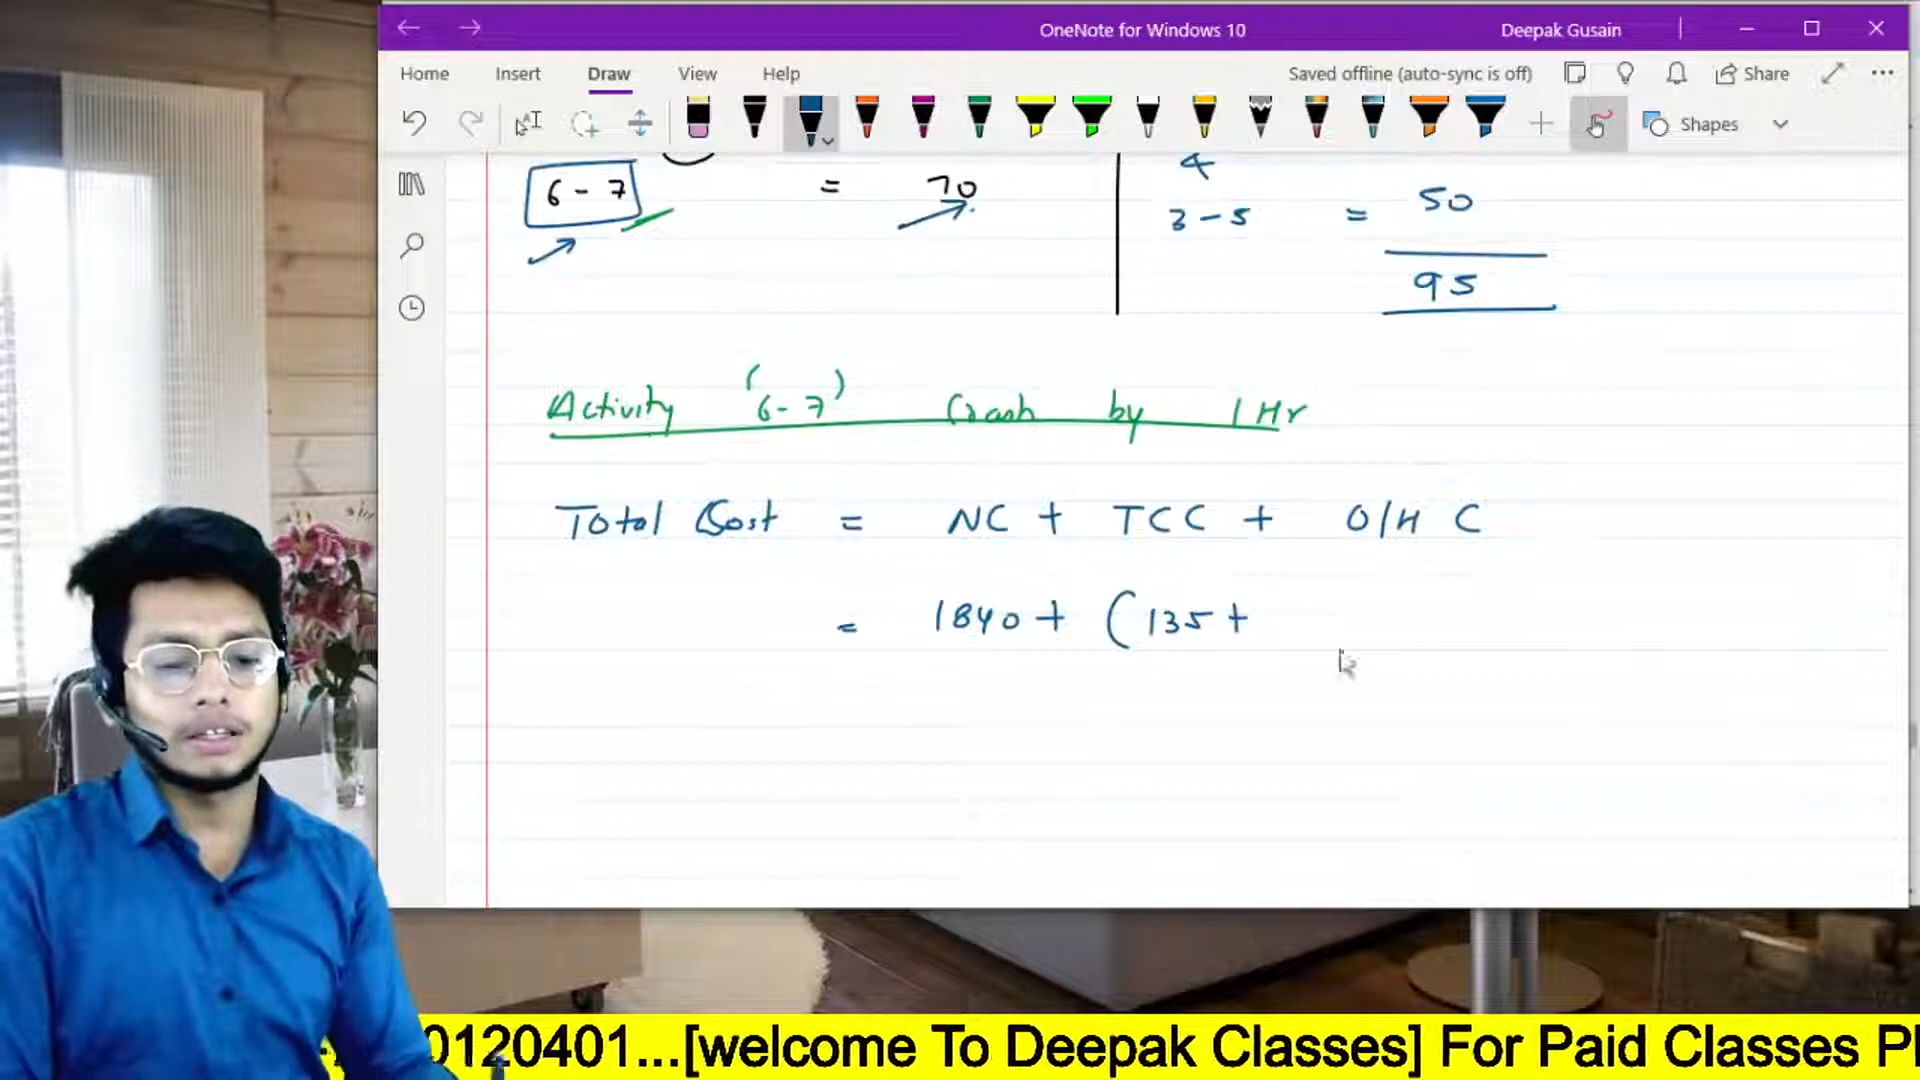 OneNote for Windows 10
Deepak Gusain
Home Insert Draw View Help
Saved offline (auto-sync is off) Share
Shapes
6 - 7 = 70
4
3 - 5 = 50
95
Activity (6-7) Crash by 1 Hr
Total Cost = NC + TCC + O/H C
= 1840 + (135 +
0120401...[welcome To Deepak Classes] For Paid Classes Pl